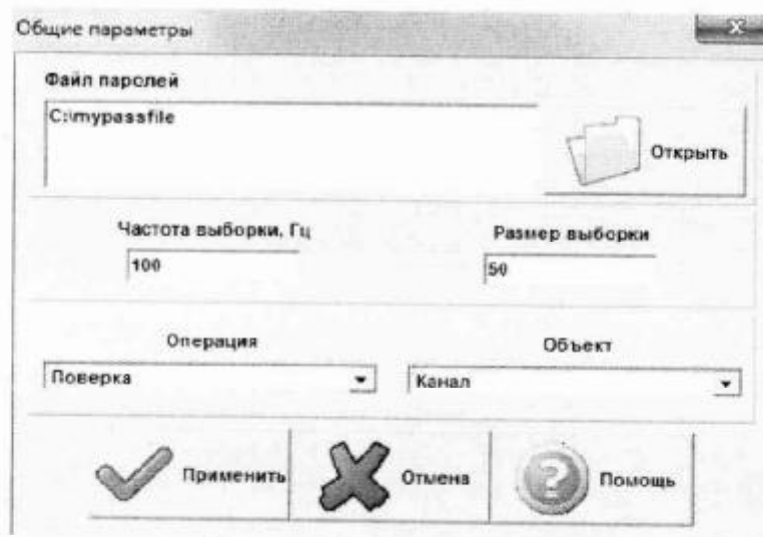 Общие параметры
Файл паролей
C:\mypassfile
Открыть
Частота выборки, Гц
Размер выборки
100
50
Операция
Объект
Поверка
Канал
Применить
Отмена
Помощь